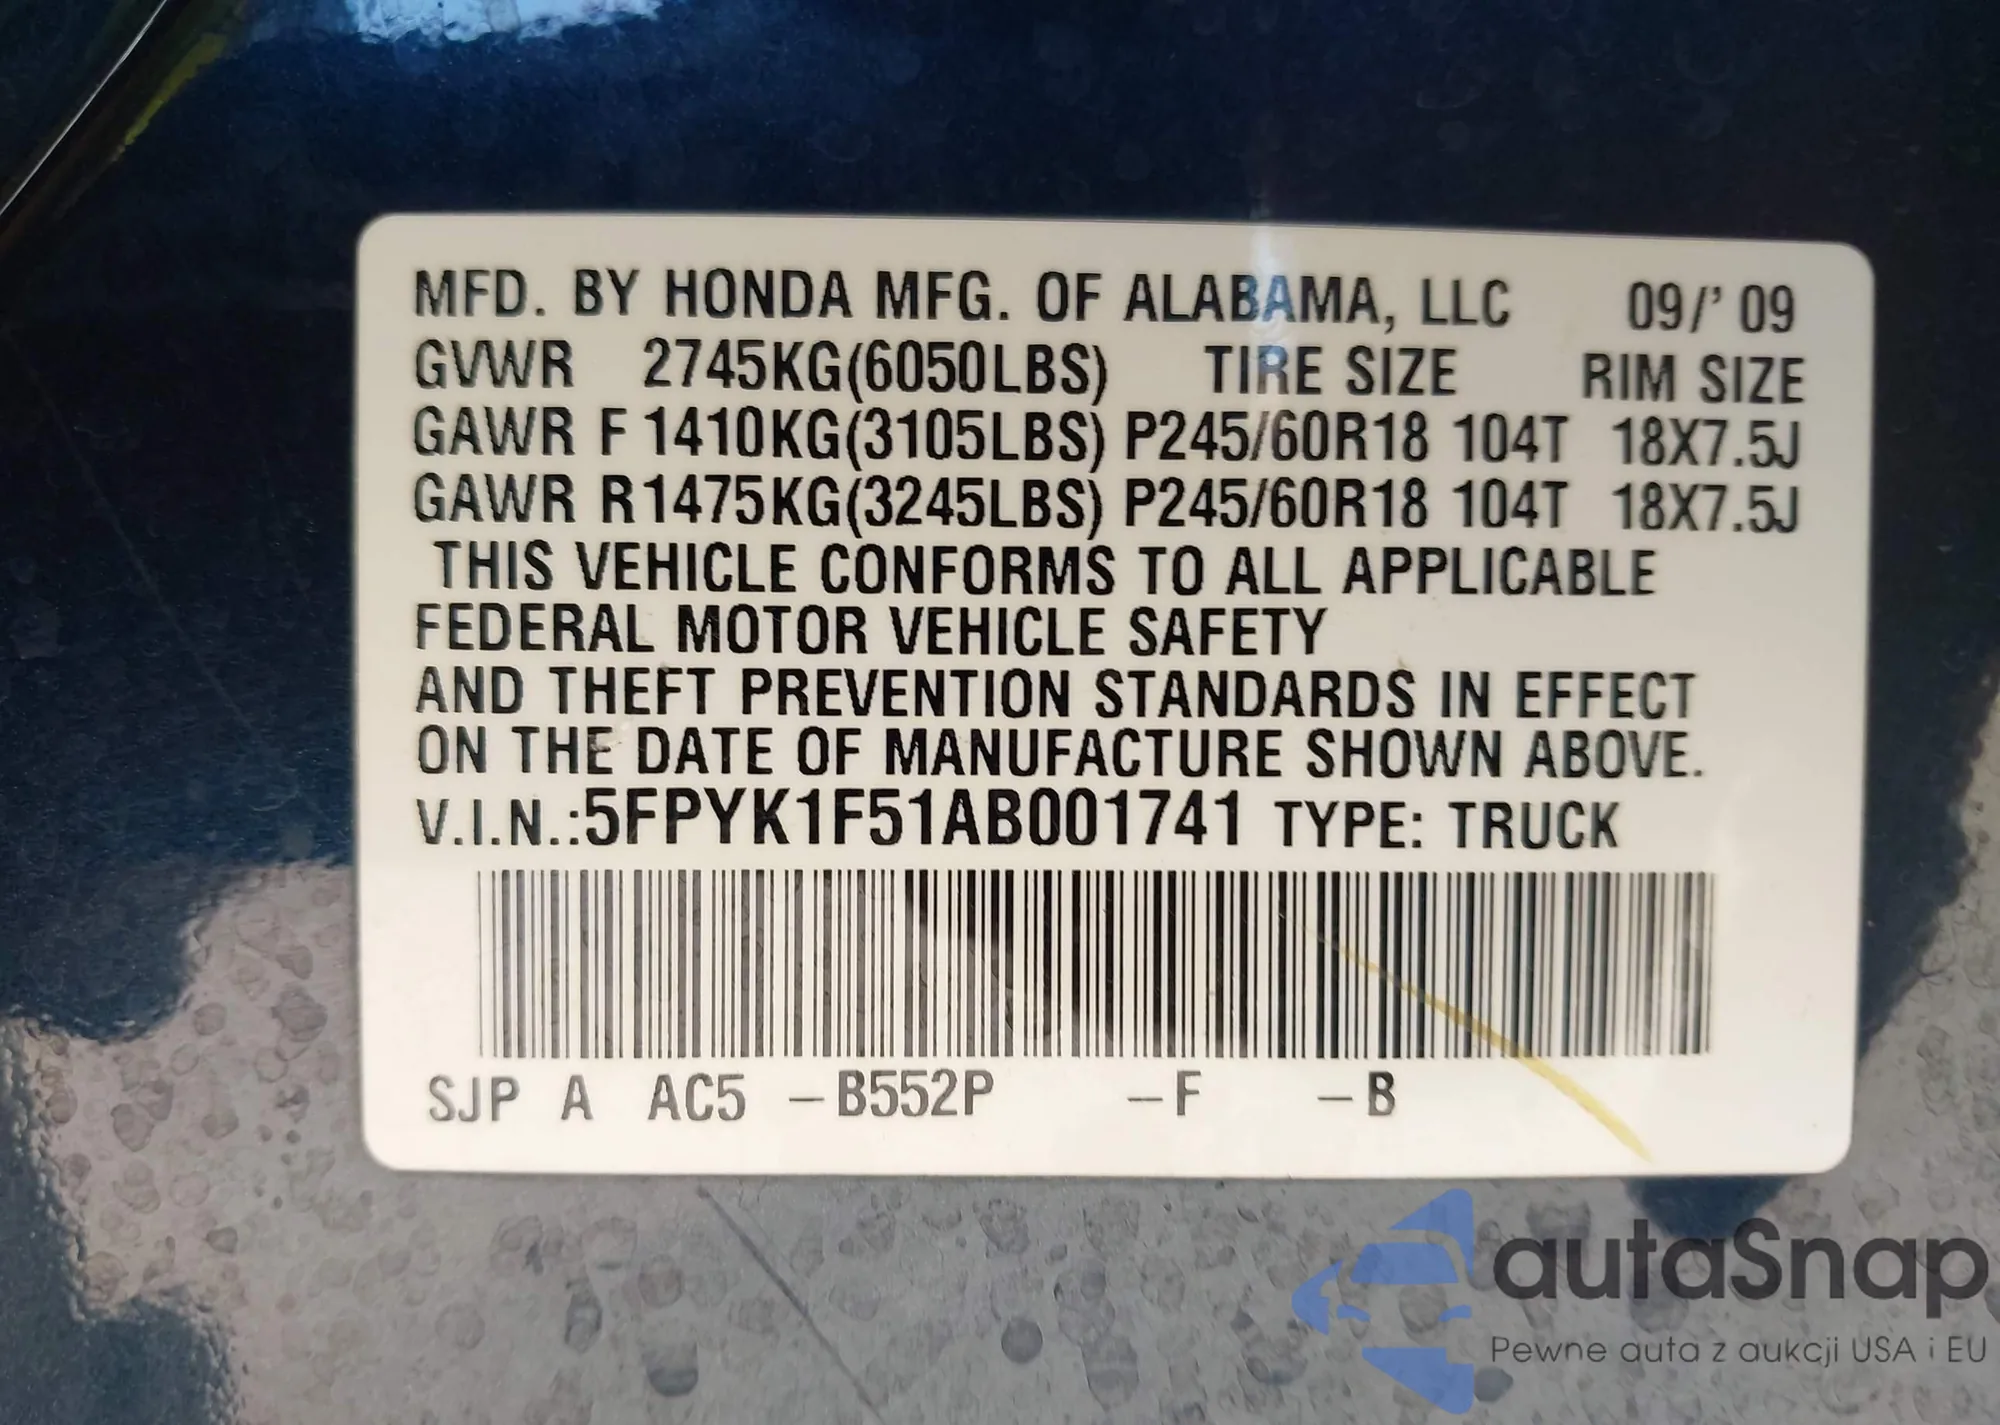 MFD. BY HONDA MFG. OF ALABAMA, LLC 09/' 09
GVWR 2745KG(6050LBS) TIRE SIZE RIM SIZE
GAWR F 1410KG(3105LBS) P245/60R18 104T 18X7.5J
GAWR R1475KG(3245LBS) P245/60R18 104T 18X7.5J
THIS VEHICLE CONFORMS TO ALL APPLICABLE
FEDERAL MOTOR VEHICLE SAFETY
AND THEFT PREVENTION STANDARDS IN EFFECT
ON THE DATE OF MANUFACTURE SHOWN ABOVE.
V.I.N.:5FPYK1F51AB001741 TYPE: TRUCK
SJP A AC5 –B552P –F –B
autaSnap
Pewne auta z aukcji USA i EU